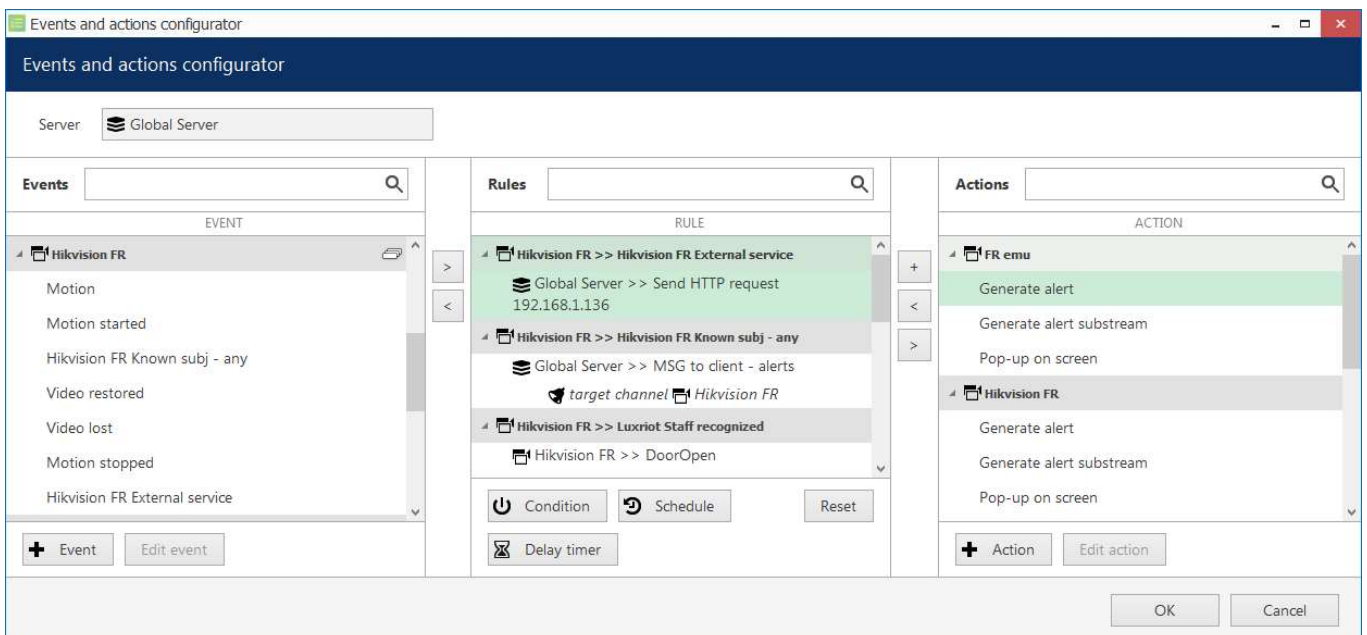 Events and actions configurator
Events and actions configurator
Server
Global Server
Events
EVENT
Hikvision FR
Motion
Motion started
Hikvision FR Known subj - any
Video restored
Video lost
Motion stopped
Hikvision FR External service
Event
Edit event
>
<
Rules
RULE
Hikvision FR >> Hikvision FR External service
Global Server >> Send HTTP request
192.168.1.136
Hikvision FR >> Hikvision FR Known subj - any
Global Server >> MSG to client - alerts
target channel Hikvision FR
Hikvision FR >> Luxriot Staff recognized
Hikvision FR >> DoorOpen
Condition
Schedule
Reset
Delay timer
+
<
>
Actions
ACTION
FR emu
Generate alert
Generate alert substream
Pop-up on screen
Hikvision FR
Generate alert
Generate alert substream
Pop-up on screen
Action
Edit action
OK
Cancel